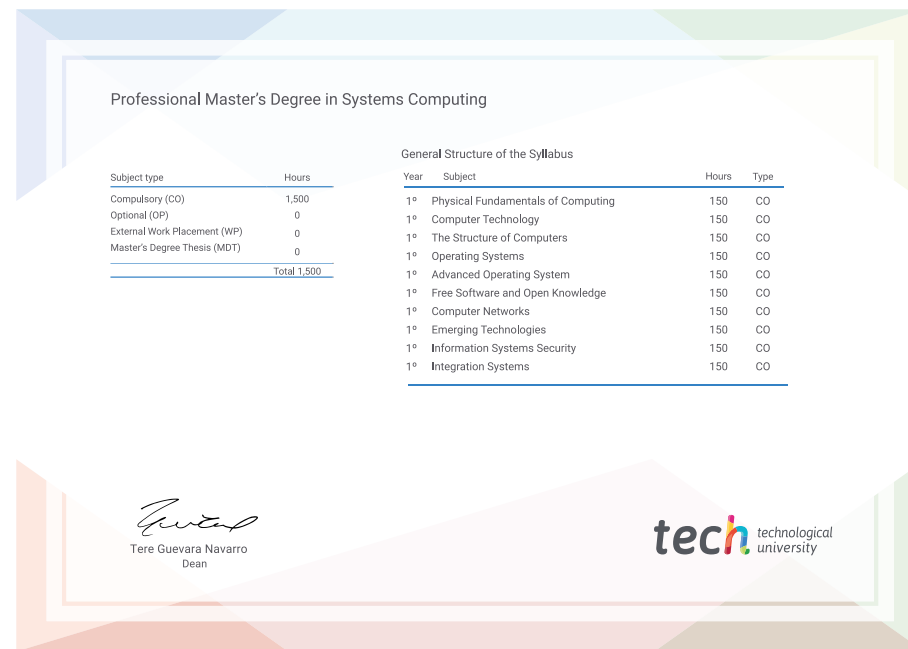 Professional Master's Degree in Systems Computing
Subject type Hours
Compulsory (CO) 1,500
Optional (OP) 0
External Work Placement (WP) 0
Master's Degree Thesis (MDT) 0
Total 1,500
General Structure of the Syllabus
Year Subject Hours Type
1º Physical Fundamentals of Computing 150 CO
1º Computer Technology 150 CO
1º The Structure of Computers 150 CO
1º Operating Systems 150 CO
1º Advanced Operating System 150 CO
1º Free Software and Open Knowledge 150 CO
1º Computer Networks 150 CO
1º Emerging Technologies 150 CO
1º Information Systems Security 150 CO
1º Integration Systems 150 CO
Tere Guevara Navarro
Dean
tech technological
university